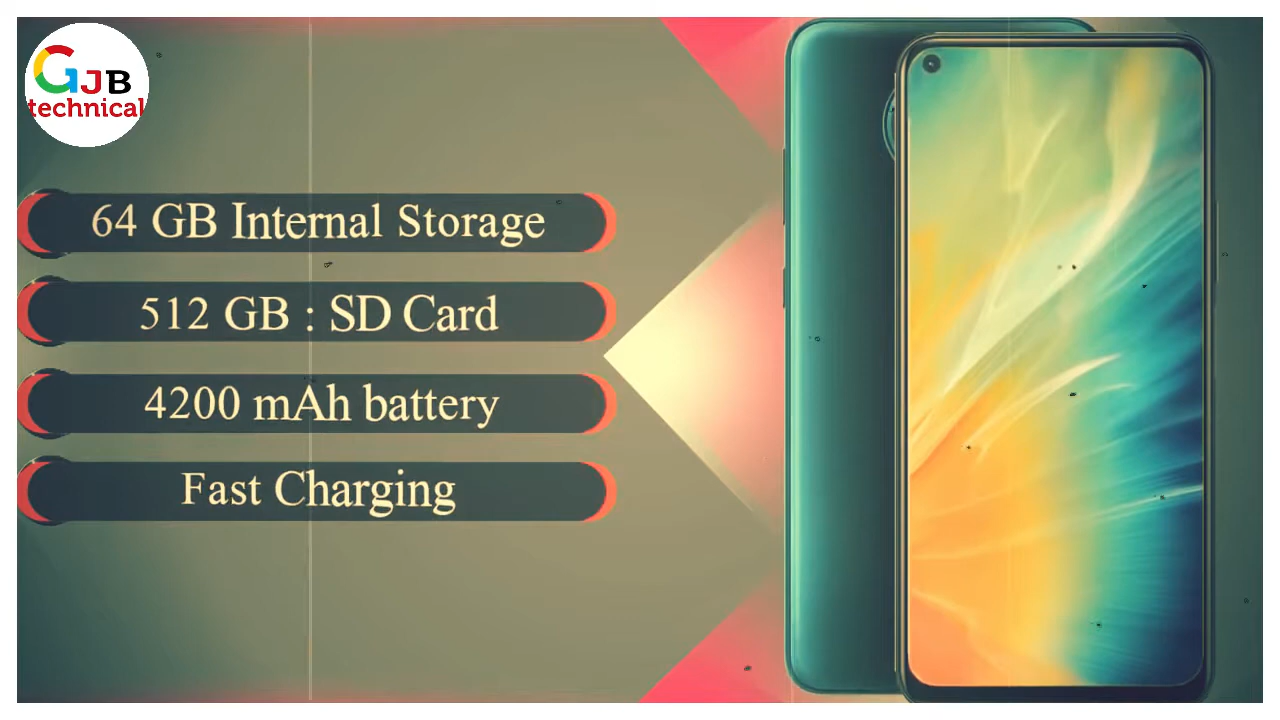 GJB
technical
64 GB Internal Storage
512 GB : SD Card
4200 mAh battery
Fast Charging